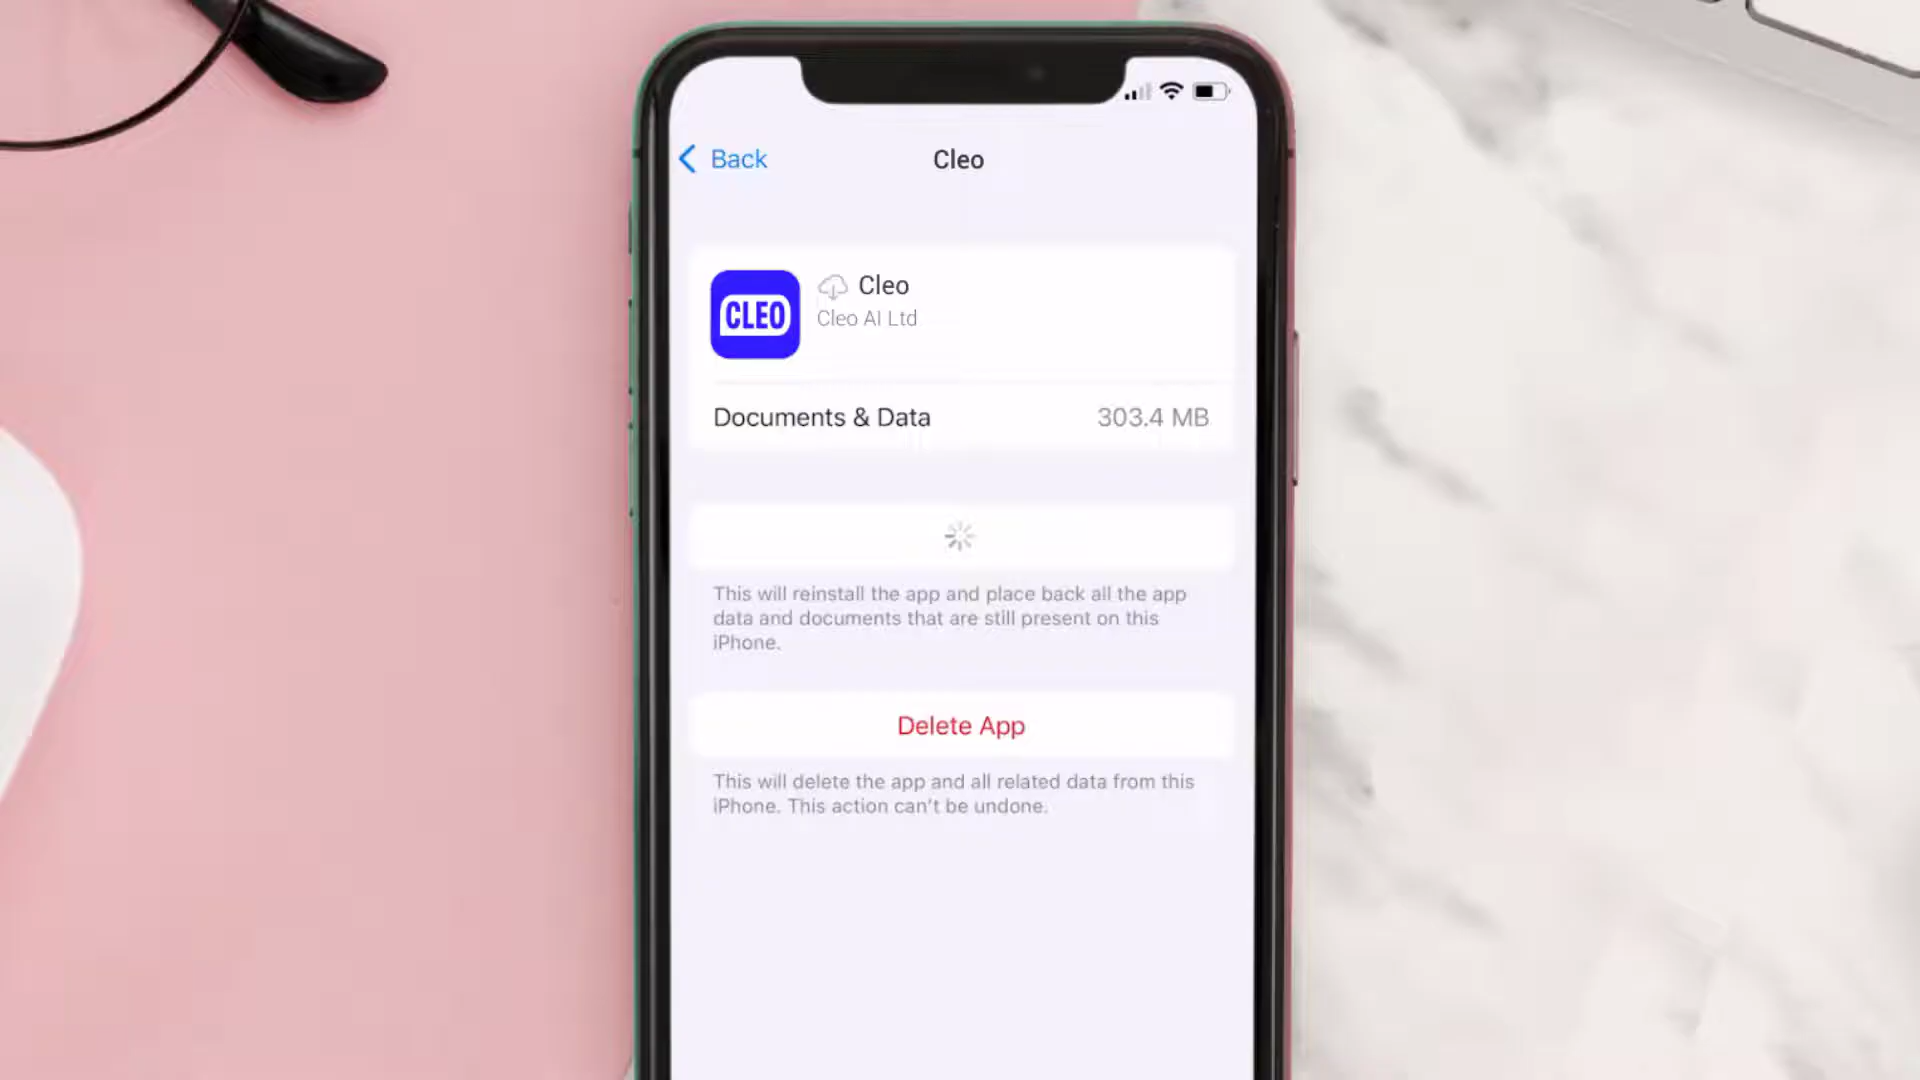 Back
Cleo
CLEO
Cleo
Cleo AI Ltd
Documents & Data
303.4 MB
This will reinstall the app and place back all the app
data and documents that are still present on this
iPhone.
Delete App
This will delete the app and all related data from this
iPhone. This action can't be undone.